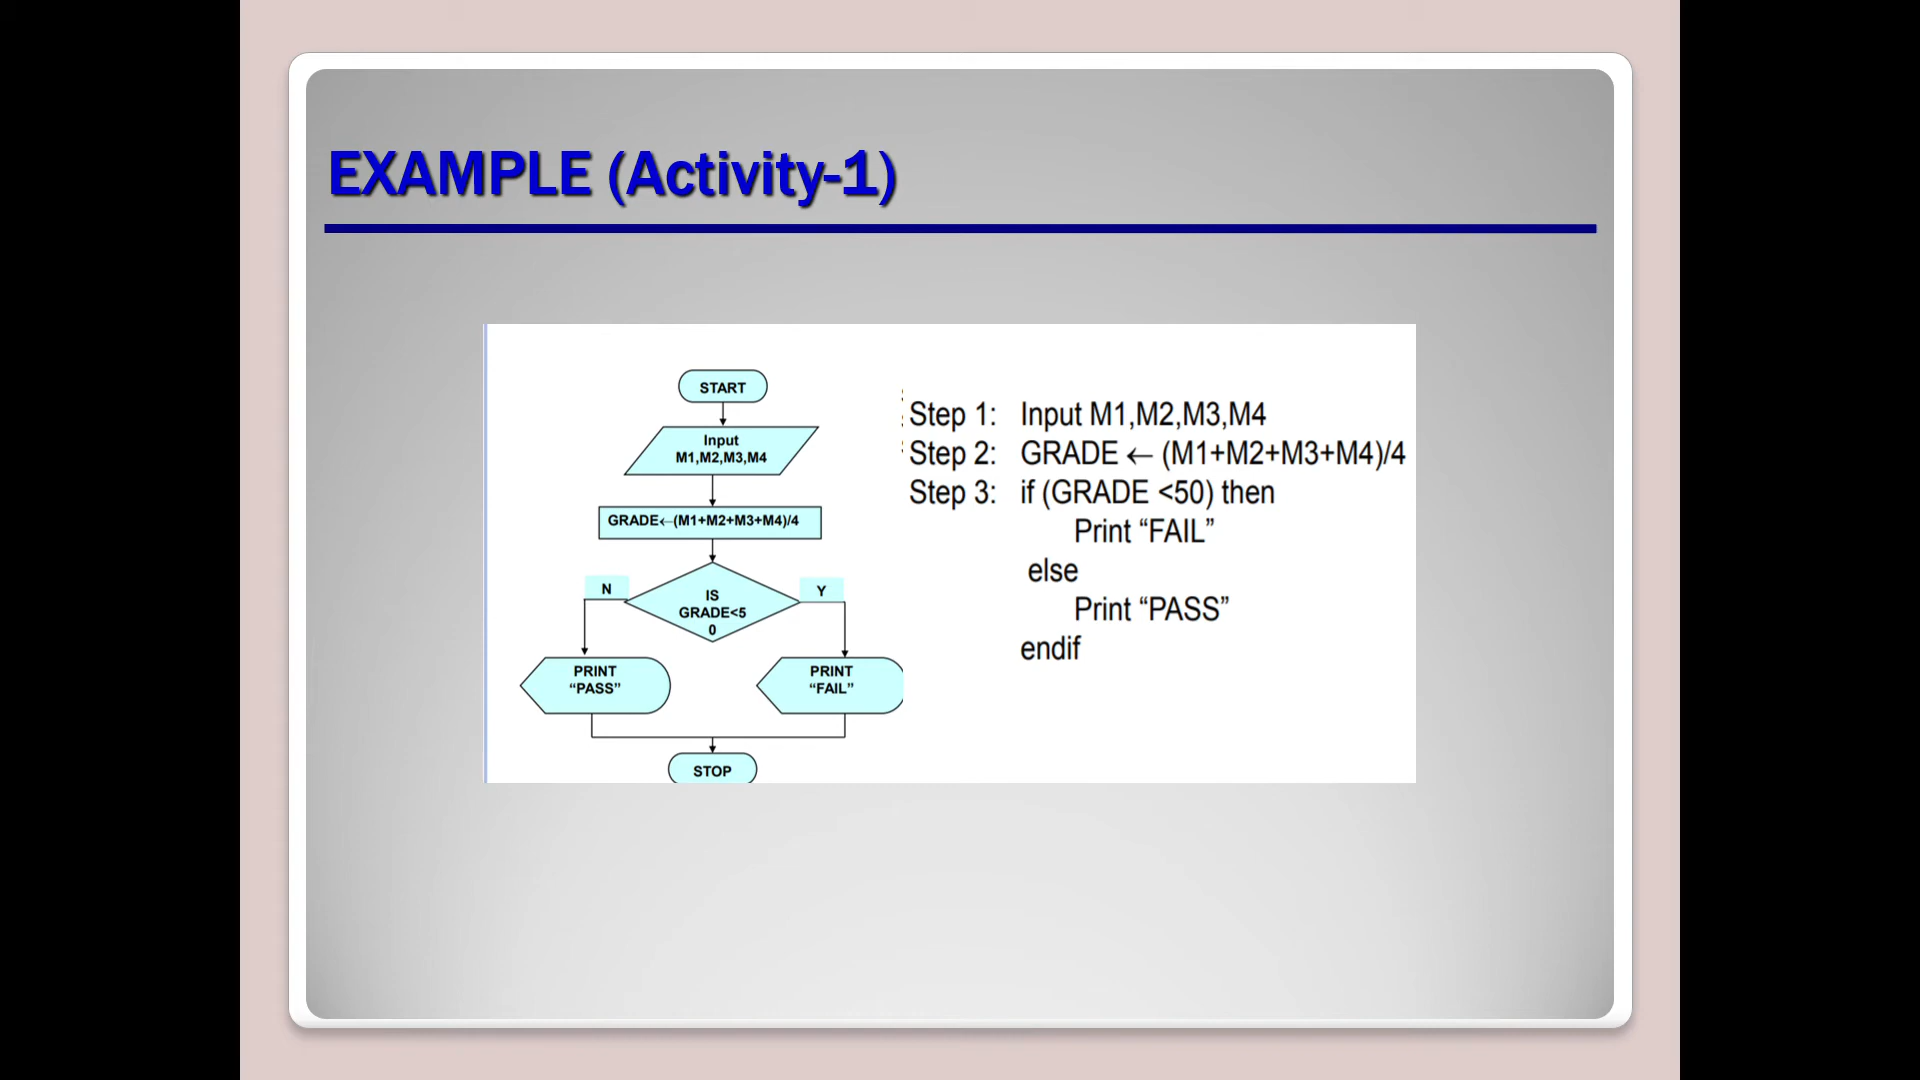 EXAMPLE (Activity-1)
START
Input
M1,M2,M3,M4
GRADE←(M1+M2+M3+M4)/4
N
IS
GRADE<5
0
Y
PRINT
“PASS”
PRINT
“FAIL”
STOP
Step 1: Input M1,M2,M3,M4
Step 2: GRADE ← (M1+M2+M3+M4)/4
Step 3: if (GRADE <50) then
Print “FAIL”
else
Print “PASS”
endif